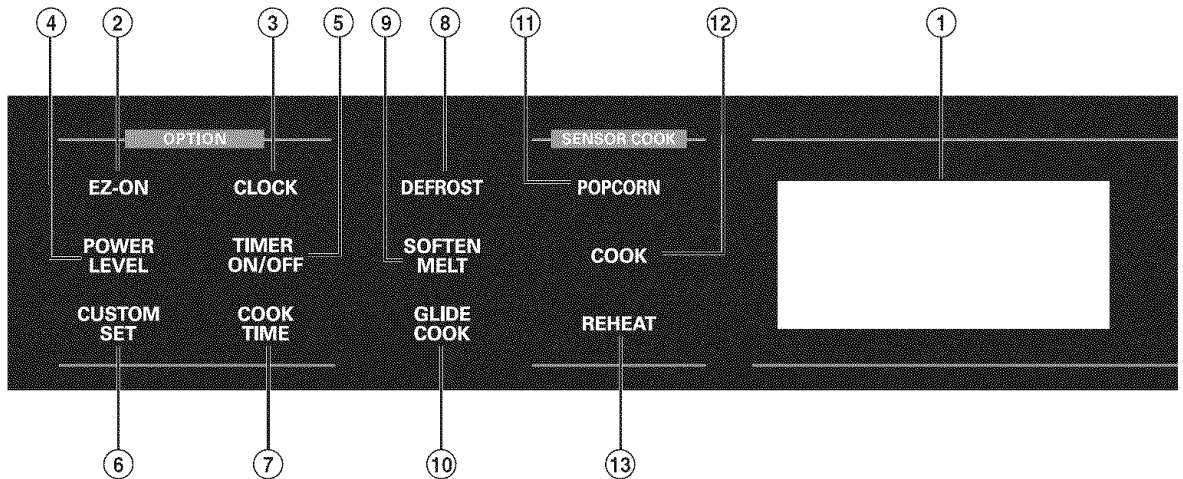 4 2 3 5 9 8 11 12 1
OPTION SENSOR COOK
EZ-ON CLOCK DEFROST POPCORN
POWER LEVEL TIMER ON/OFF SOFTEN MELT COOK
CUSTOM SET COOK TIME GLIDE COOK REHEAT
6 7 10 13